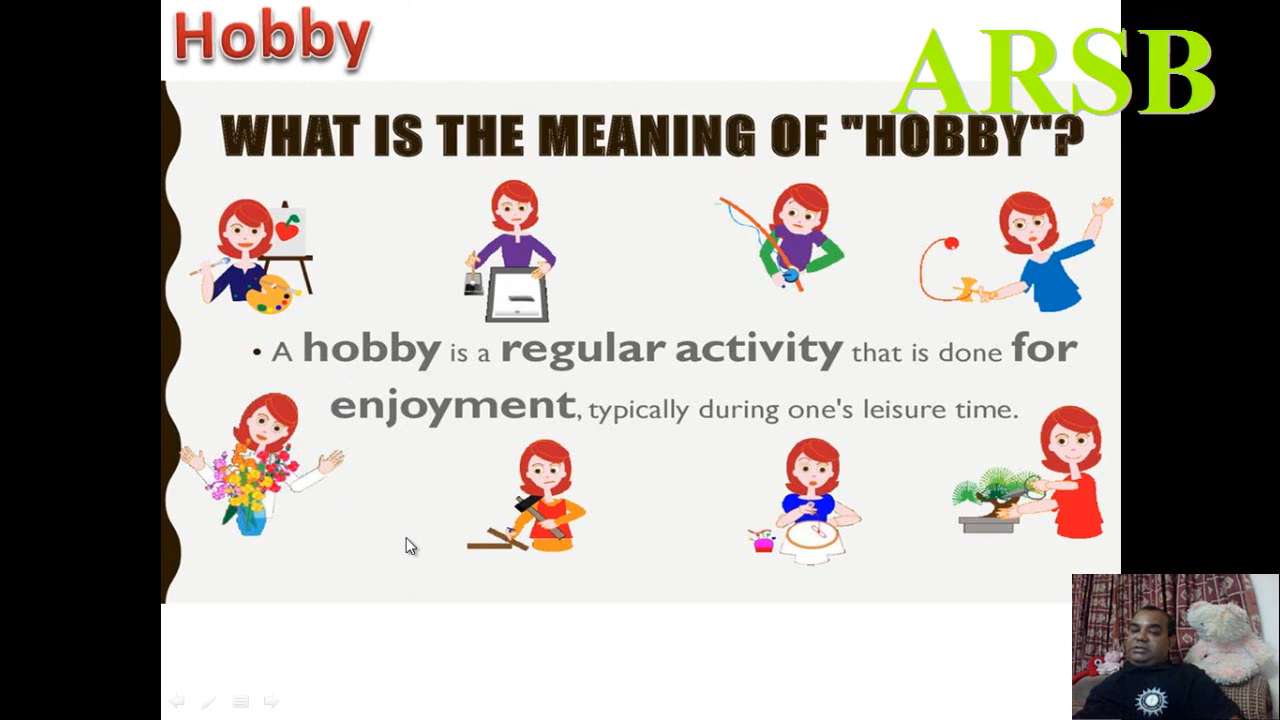 Hobby
ARSB
WHAT IS THE MEANING OF "HOBBY"?
• A hobby is a regular activity that is done for
enjoyment, typically during one's leisure time.